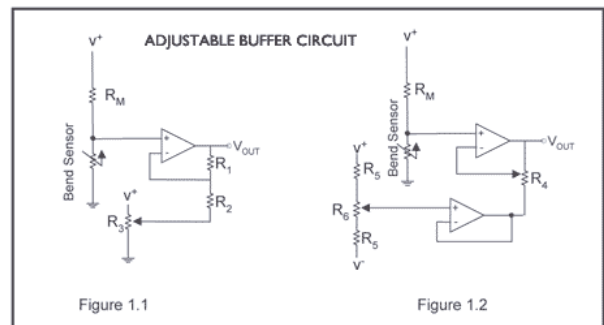 ADJUSTABLE BUFFER CIRCUIT
V+
RM
Bend Sensor
+
-
VOUT
R1
R2
V+
R3
Figure 1.1
V+
RM
Bend Sensor
+
-
VOUT
R4
V+
R5
R6
R5
V-
+
-
Figure 1.2